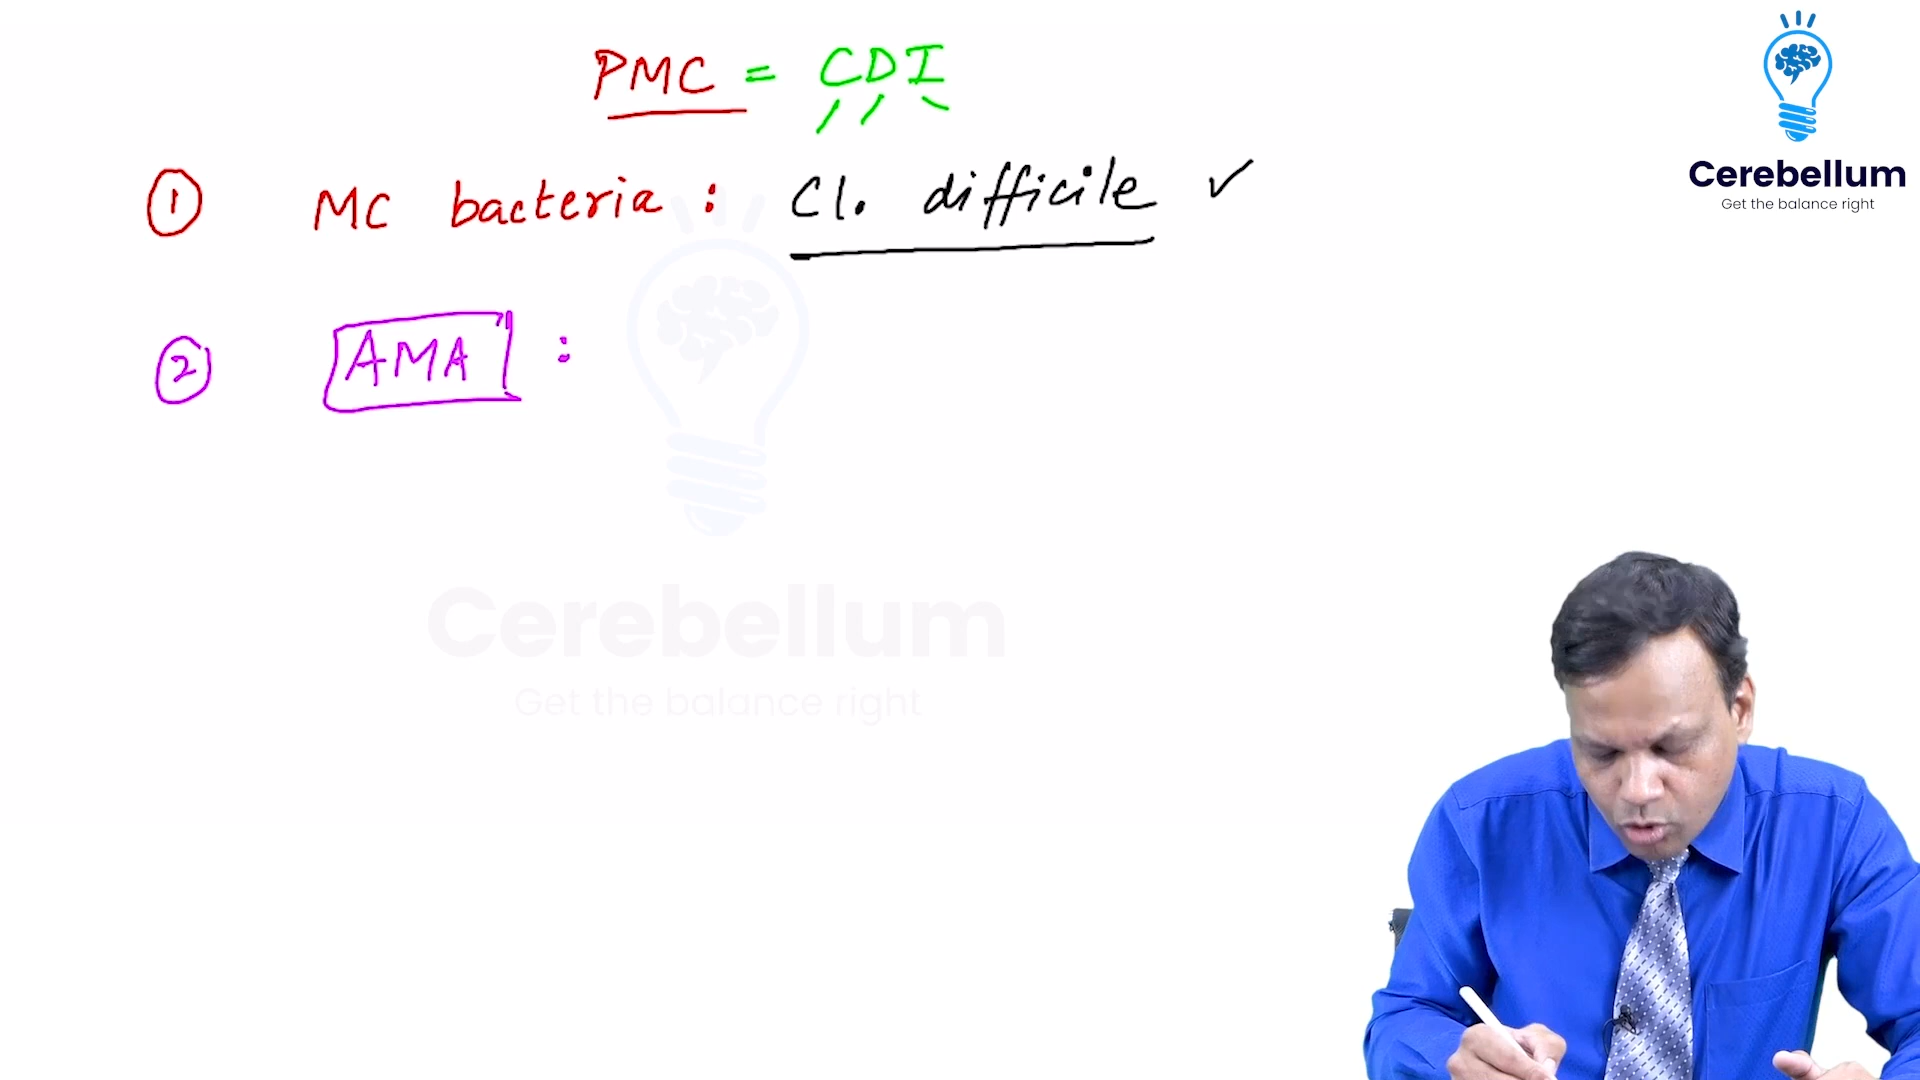 PMC = CDI
Cerebellum
Get the balance right
① MC bacteria : Cl. difficile ✓
② AMA :
Cerebellum
Get the balance right